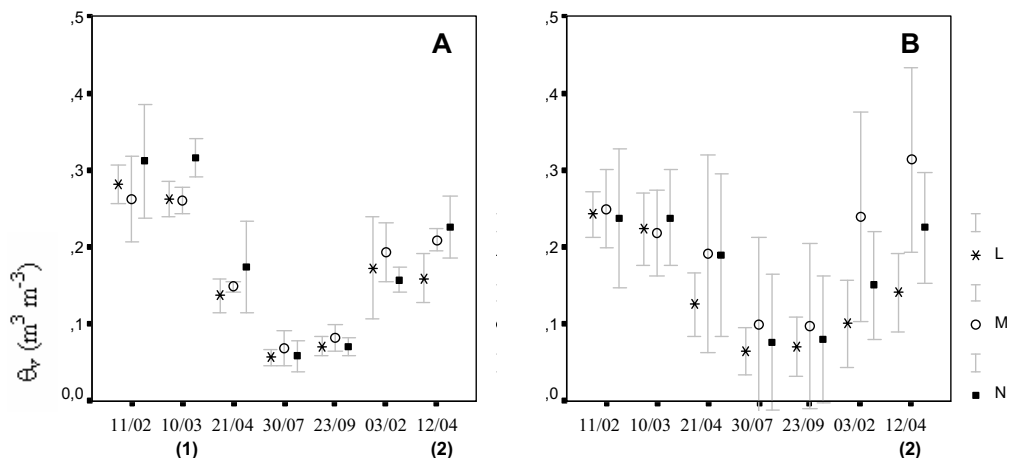 ,5
,4
,3
,2
,1
0,0
θv (m³ m⁻³)
A
11/02 10/03 21/04 30/07 23/09 03/02 12/04
(1) (2)
,5
,4
,3
,2
,1
0,0
B
11/02 10/03 21/04 30/07 23/09 03/02 12/04
(2)
L
M
N